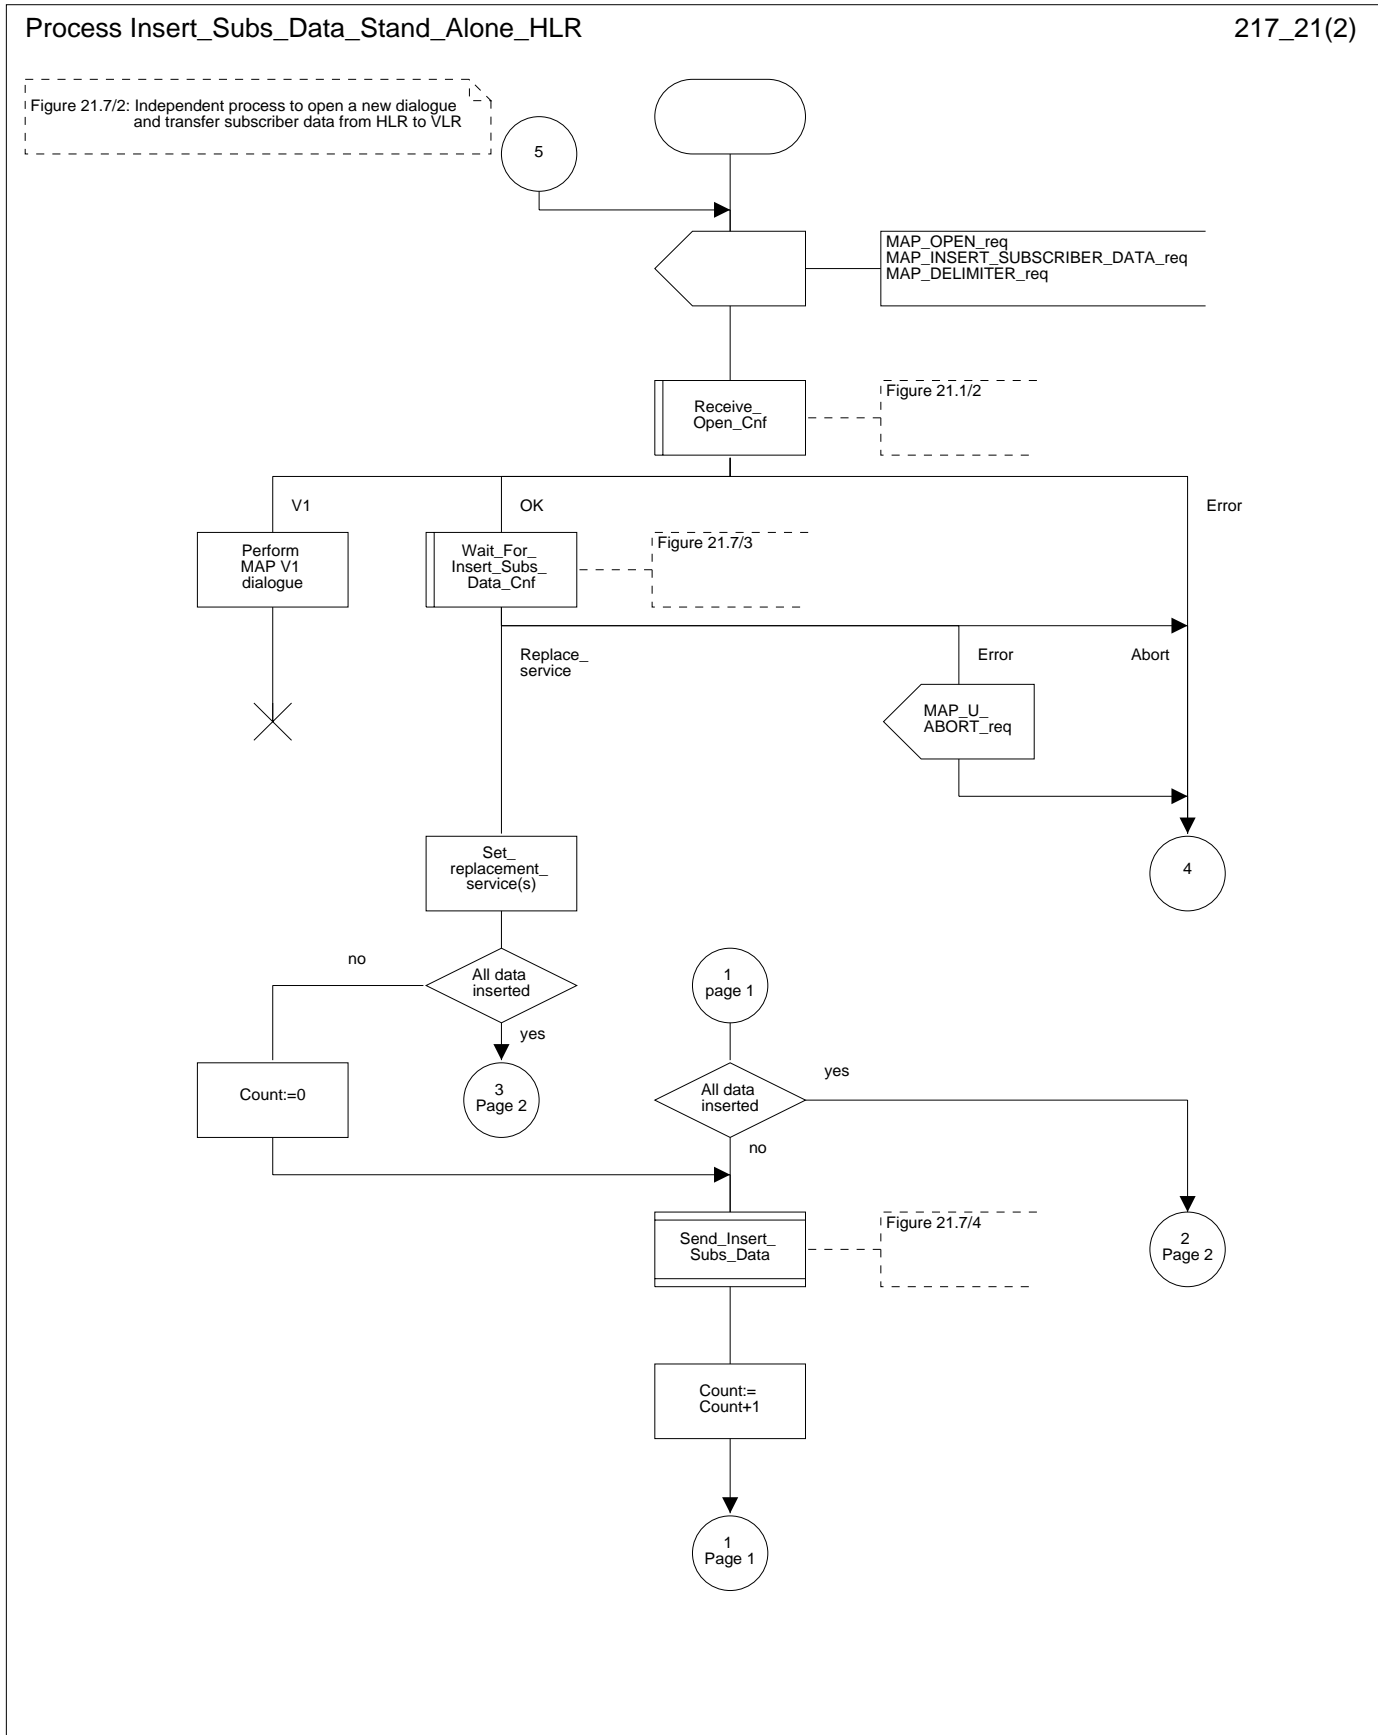 Process Insert_Subs_Data_Stand_Alone_HLR
217_21(2)
Figure 21.7/2: Independent process to open a new dialogue
and transfer subscriber data from HLR to VLR
5
MAP_OPEN_req
MAP_INSERT_SUBSCRIBER_DATA_req
MAP_DELIMITER_req
Receive_
Open_Cnf
Figure 21.1/2
V1
OK
Error
Perform
MAP V1
dialogue
Wait_For_
Insert_Subs_
Data_Cnf
Figure 21.7/3
Replace_
service
Error
Abort
MAP_U_
ABORT_req
Set_
replacement_
service(s)
4
no
All data
inserted
1
page 1
yes
Count:=0
3
Page 2
All data
inserted
yes
no
Send_Insert_
Subs_Data
Figure 21.7/4
2
Page 2
Count:=
Count+1
1
Page 1